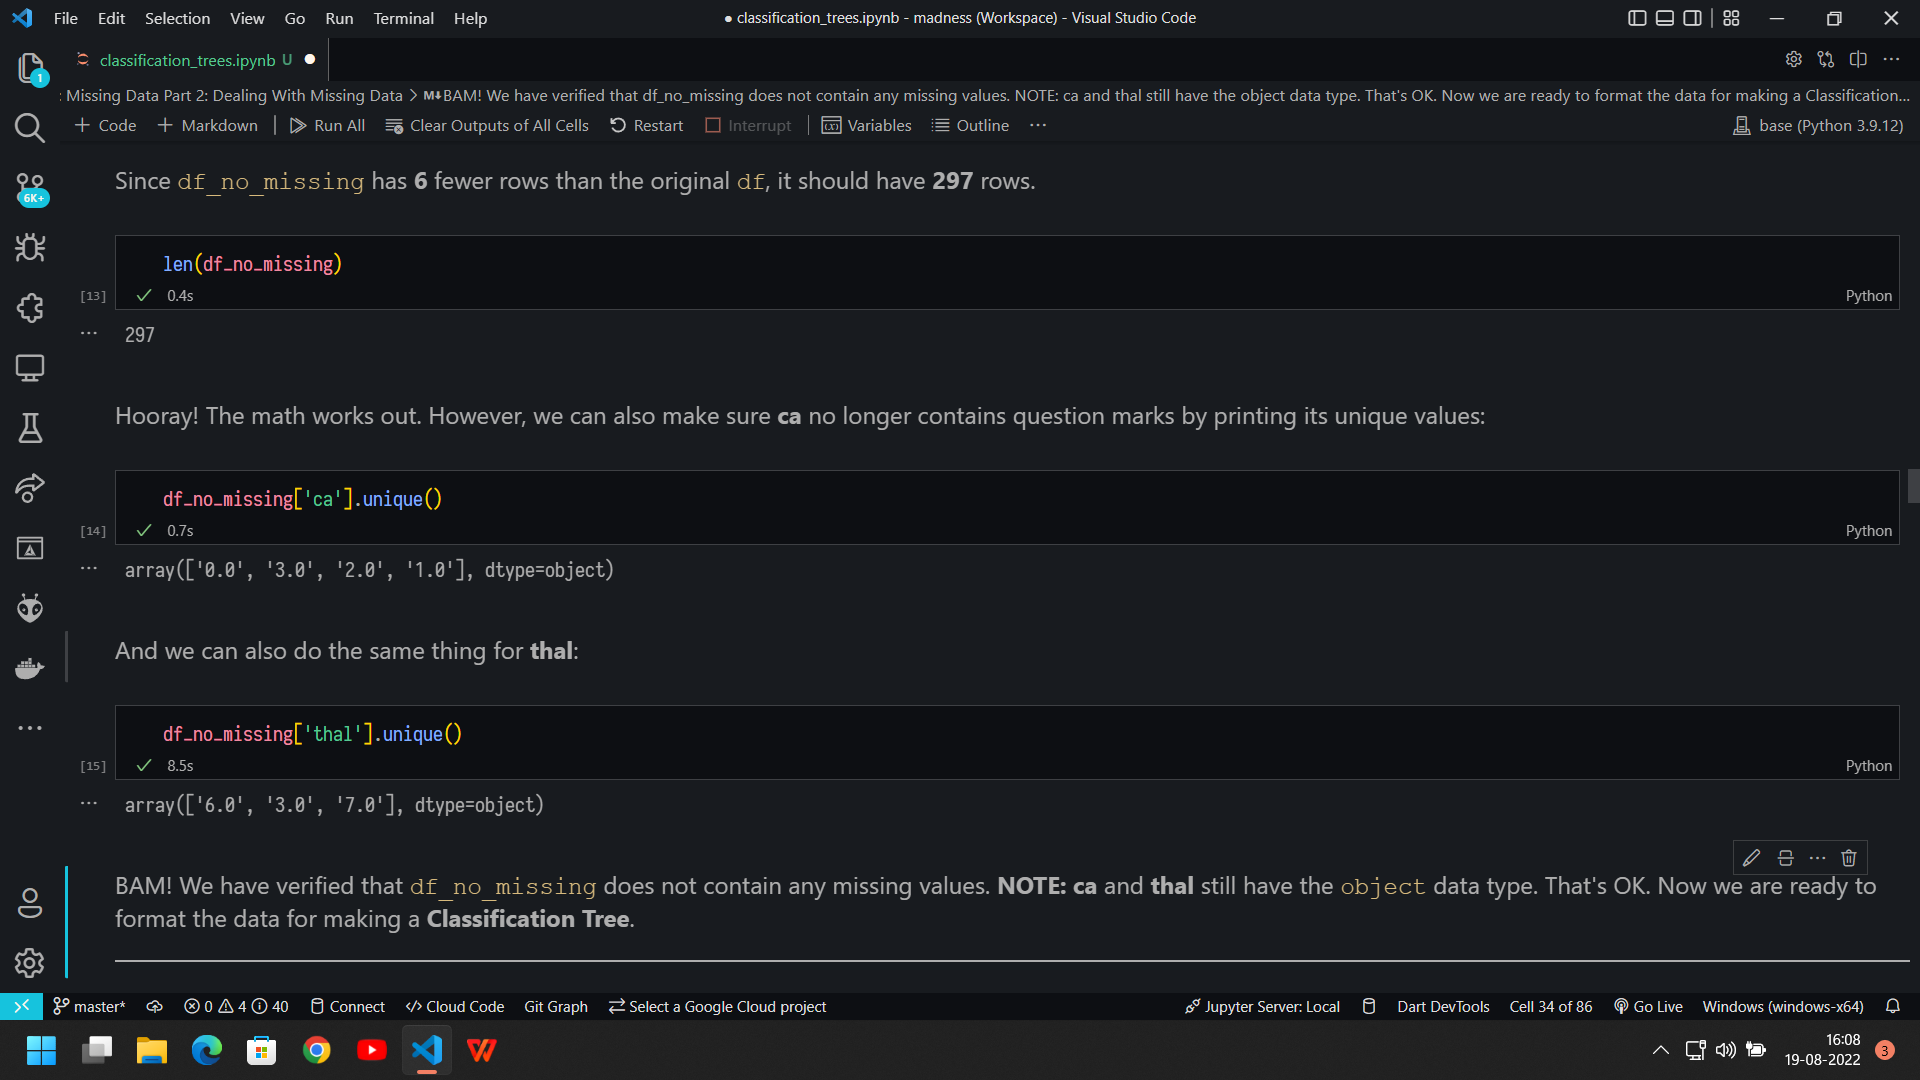 File Edit Selection View Go Run Terminal Help
● classification_trees.ipynb - madness (Workspace) - Visual Studio Code
classification_trees.ipynb U ●
: Missing Data Part 2: Dealing With Missing Data > M↓BAM! We have verified that df_no_missing does not contain any missing values. NOTE: ca and thal still have the object data type. That's OK. Now we are ready to format the data for making a Classification...
+ Code + Markdown | Run All Clear Outputs of All Cells Restart Interrupt | Variables Outline ··· base (Python 3.9.12)
1
6K+
Since df_no_missing has 6 fewer rows than the original df, it should have 297 rows.
len(df_no_missing)
[13] ✓ 0.4s Python
··· 297
Hooray! The math works out. However, we can also make sure ca no longer contains question marks by printing its unique values:
df_no_missing['ca'].unique()
[14] ✓ 0.7s Python
··· array(['0.0', '3.0', '2.0', '1.0'], dtype=object)
And we can also do the same thing for thal:
df_no_missing['thal'].unique()
[15] ✓ 8.5s Python
··· array(['6.0', '3.0', '7.0'], dtype=object)
BAM! We have verified that df_no_missing does not contain any missing values. NOTE: ca and thal still have the object data type. That's OK. Now we are ready to
format the data for making a Classification Tree.
master* 0 4 40 Connect Cloud Code Git Graph Select a Google Cloud project Jupyter Server: Local Dart DevTools Cell 34 of 86 Go Live Windows (windows-x64)
16:08
19-08-2022
3